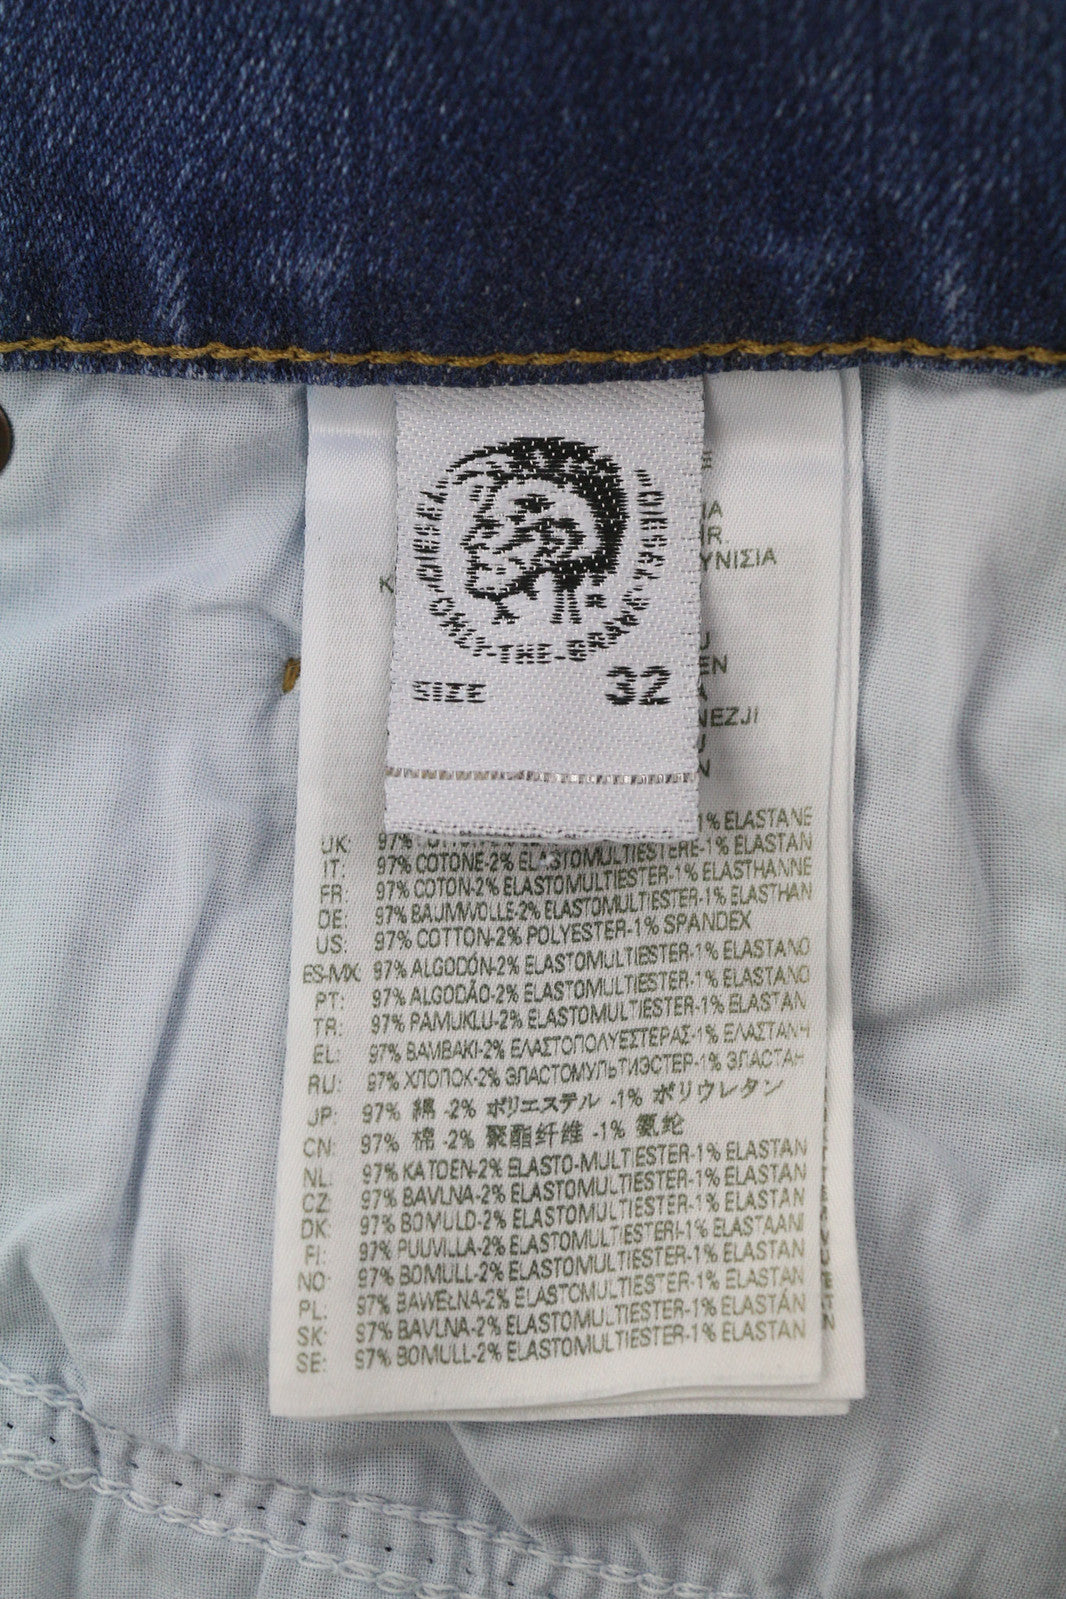 DIESEL
DIESEL
ONLY-THE-BRAVE
SIZE 32
ΥΝΙΣΙΑ
EN
NEZJI
UK: 97% 1% ELASTANE
IT: 97% COTONE-2% ELASTOMULTIESTERE-1% ELASTAN
FR: 97% COTON-2% ELASTOMULTIESTER-1% ELASTHANNE
DE: 97% BAUMWOLLE-2% ELASTOMULTIESTER-1% ELASTHAN
US: 97% COTTON-2% POLYESTER-1% SPANDEX
ES-MX: 97% ALGODÓN-2% ELASTOMULTIESTER-1% ELASTANO
PT: 97% ALGODÃO-2% ELASTOMULTIESTER-1% ELASTANO
TR: 97% PAMUKLU-2% ELASTOMULTIESTER-1% ELASTAN
EL: 97% ΒΑΜΒΑΚΙ-2% ΕΛΑΣΤΟΠΟΛΥΕΣΤΕΡΑΣ-1% ΕΛΑΣΤΑΝΗ
RU: 97% ХЛОПОК-2% ЭЛАСТОМУЛЬТИЭСТЕР-1% ЭЛАСТАН
JP: 97% 綿 -2% ポリエステル -1% ポリウレタン
CN: 97% 棉 -2% 聚酯纤维 -1% 氨纶
NL: 97% KATOEN-2% ELASTO-MULTIESTER-1% ELASTAN
CZ: 97% BAVLNA-2% ELASTOMULTIESTER-1% ELASTAN
DK: 97% BOMULD-2% ELASTOMULTIESTER-1% ELASTAN
FI: 97% PUUVILLA-2% ELASTOMULTIESTERI-1% ELASTAANI
NO: 97% BOMULL-2% ELASTOMULTIESTER-1% ELASTAN
PL: 97% BAWEŁNA-2% ELASTOMULTIESTER-1% ELASTAN
SK: 97% BAVLNA-2% ELASTOMULTIESTER-1% ELASTÁN
SE: 97% BOMULL-2% ELASTOMULTIESTER-1% ELASTAN